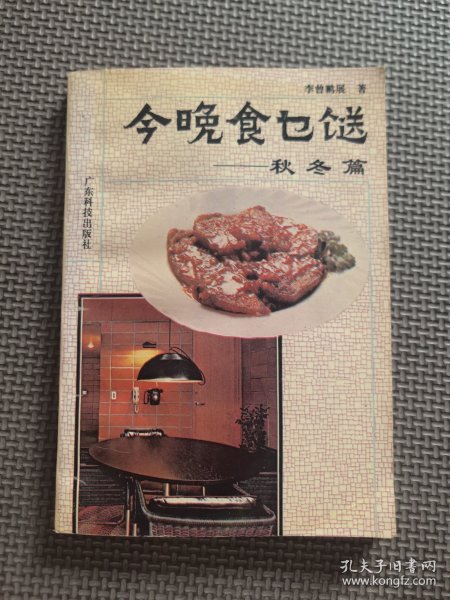 李曾鹏展 著
今晚食乜餸
——秋冬篇
广东科技出版社
孔夫子旧书网
www.kongfz.com